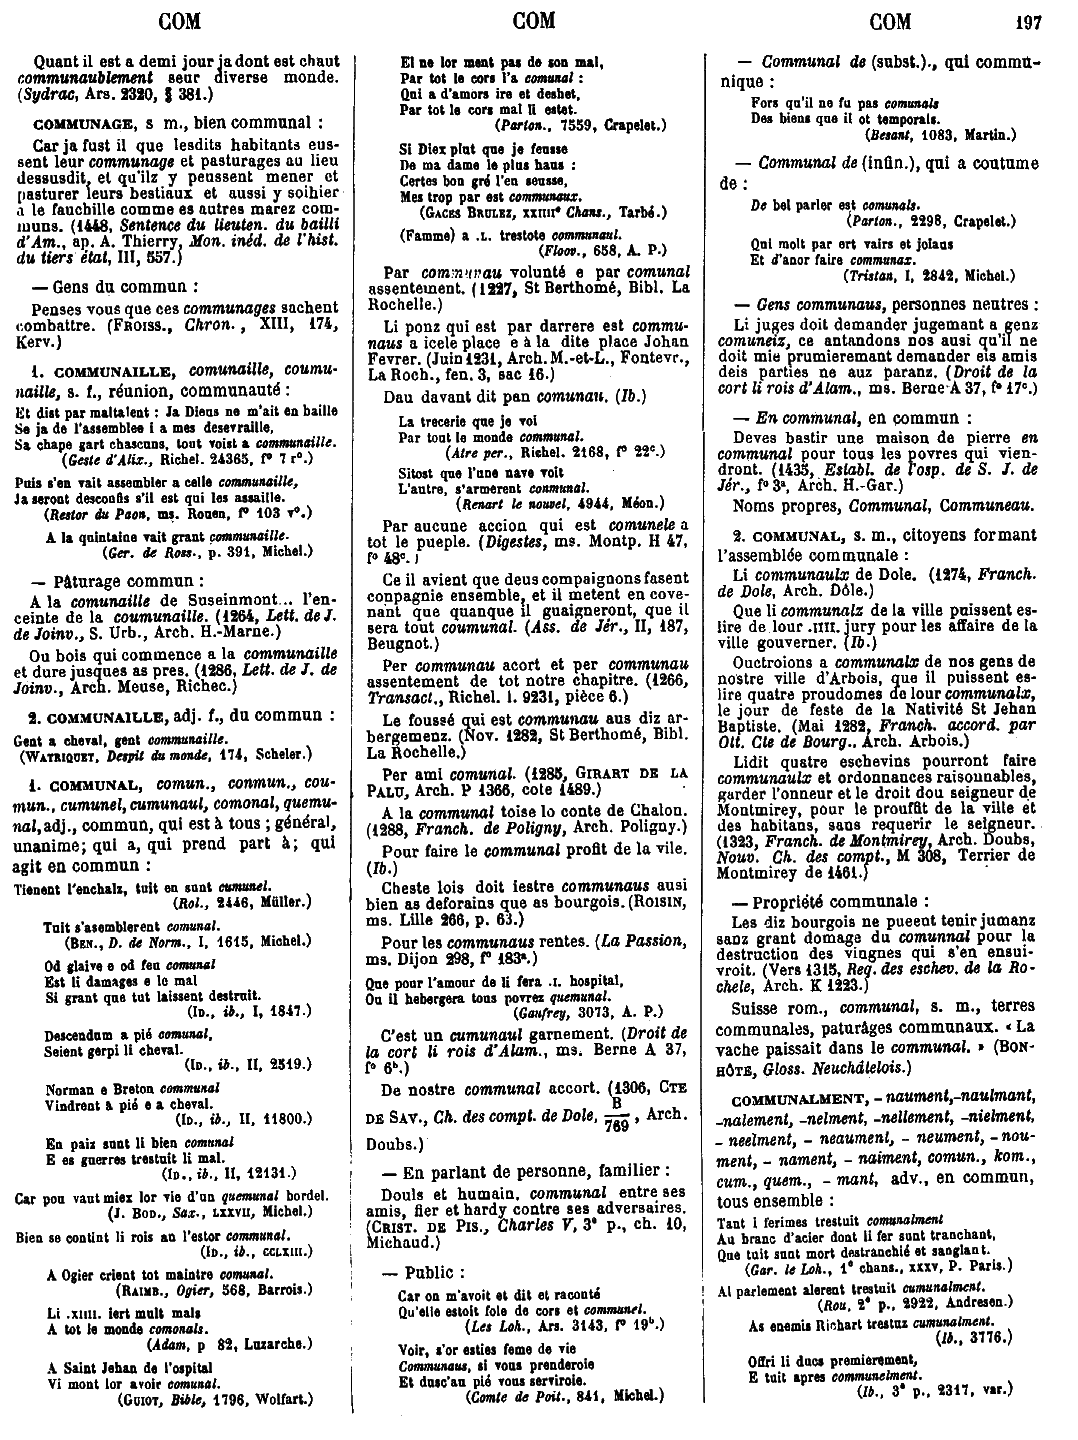 COM
COM
COM
197
Quant il est a demi jour ja dont est chaut
communaublement seur diverse monde.
(Sydrac, Ars. 2320, § 381.)
COMMUNAGE, s m., bien communal :
Car ja fust il que lesdits habitants eus-
sent leur communage et pasturages au lieu
dessusdit, et qu'ilz y peussent mener et
pasturer leurs bestiaux et aussi y soihier
a le fauchille comme es autres marez com-
muns. (1448, Sentence du lieuten. du bailli
d'Am., ap. A. Thierry, Mon. inéd. de l'hist.
du tiers état, III, 557.)
— Gens du commun :
Penses vous que ces communages sachent
combattre. (FROISS., Chron. , XIII, 174,
Kerv.)
1. COMMUNAILLE, comunaille, coumu-
naille, s. f., réunion, communauté :
Et dist par maltalent : Ja Dieus ne m'ait en baille
Se ja de l'assemblee i a mes desevraille,
Sa chape gart chascuns, tout voist a communaille.
(Geste d'Alix., Richel. 24365, f° 7 r°.)
Puis s'en vait assembler a celle communaille,
Ja seront desconfis s'il est qui les assaille.
(Restor du Paon, ms. Rouen, f° 103 v°.)
A la quintaine vait grant communaille.
(Ger. de Ross., p. 391, Michel.)
— Pâturage commun :
A la comunaille de Suseinmont... l'en-
ceinte de la coumunaille. (1264, Lett. de J.
de Joinv., S. Urb., Arch. H.-Marne.)
Ou bois qui commence a la communaille
et dure jusques as pres. (1286, Lett. de J. de
Joinv., Arch. Meuse, Richec.)
2. COMMUNAILLE, adj. f., du commun :
Gent a cheval, gent communaille.
(WATRIQUET, Despit du monde, 174, Scheler.)
1. COMMUNAL, comun., conmun., cou-
mun., cumunel, cumunaul, comonal, quemu-
nal, adj., commun, qui est à tous ; général,
unanime; qui a, qui prend part à; qui
agit en commun :
Tienent l'enchalz, tuit en sunt cumunel.
(Rol., 2446, Müller.)
Tuit s'asemblerent comunal.
(BEN., D. de Norm., I, 1615, Michel.)
Od glaive e od feu comunal
Est li damages e le mal
Si grant que tut laissent destruit.
(ID., ib., I, 1847.)
Descendum a pié comunal,
Seient gerpi li cheval.
(ID., ib., II, 2519.)
Norman e Breton communal
Vindrent à pié e a cheval.
(ID., ib., II, 11800.)
En paiz sunt li bien comunal
E es guerres trestuit li mal.
(ID., ib., II, 12131.)
Car pou vaut miex lor vie d'un quemunal bordel.
(J. BOD., Sax., LXXVII, Michel.)
Bien se contint li rois an l'estor communal.
(ID., ib., CCLXIII.)
A Ogier crient tot maintre comunal.
(RAIMB., Ogier, 568, Barrois.)
Li .XIIII. iert mult mals
A tot le monde comonals.
(Adam, p 82, Luzarche.)
A Saint Jehan de l'ospital
Vi mont lor avoir comunal.
(GUIOT, Bible, 1796, Wolfart.)
El ne lor ment pas de son mal,
Par tot le cors l'a comunal :
Qui a d'amors ire et deshet,
Par tot le cors mal li estet.
(Parton., 7559, Crapelet.)
Si Diex plut que je feusse
De ma dame le plus haus :
Certes bon gré l'en seusse,
Mes trop par est communaux.
(GACES BRULEZ, XXIIII° Chans., Tarbé.)
(Famme) a .L. trestote communaul.
(Floov., 658, A. P.)
Par communau volunté e par comunal
assentement. (1227, St Berthomé, Bibl. La
Rochelle.)
Li ponz qui est par darrere est commu-
naus a icele place e à la dite place Johan
Fevrer. (Juin 1231, Arch. M.-et-L., Fontevr.,
La Roch., fen. 3, sac 16.)
Dau davant dit pan comunau. (Ib.)
La trecerie que je voi
Par tout le monde communal.
(Atre per., Richel. 2168, f° 22c.)
Sitost que l'une nave voit
L'autre, s'armerent conmunal.
(Renart le nouvel, 4944, Méon.)
Par aucune accion qui est comunele a
tot le pueple. (Digestes, ms. Montp. H 47,
f° 48c.)
Ce il avient que deus compaignons fasent
conpagnie ensemble, et il metent en cove-
nant que quanque il guaigneront, que il
sera tout coumunal. (Ass. de Jér., II, 187,
Beugnot.)
Per communau acort et per communau
assentement de tot notre chapitre. (1266,
Transact., Richel. l. 9231, pièce 6.)
Le foussé qui est communau aus diz ar-
bergemenz. (Nov. 1282, St Berthomé, Bibl.
La Rochelle.)
Per ami comunal. (1285, GIRART DE LA
PALU, Arch. P 1366, cote 1489.)
A la communal toise lo conte de Chalon.
(1288, Franch. de Poligny, Arch. Poligny.)
Pour faire le communal profit de la vile.
(Ib.)
Cheste lois doit iestre communaus ausi
bien as deforains que as bourgois. (ROISIN,
ms. Lille 266, p. 63.)
Pour les communaus rentes. (La Passion,
ms. Dijon 298, f° 183a.)
Que pour l'amour de li fera .I. hospital,
Ou il hebergera tous povrez quemunal.
(Gaufrey, 3073, A. P.)
C'est un cumunaul garnement. (Droit de
la cort li rois d'Alam., ms. Berne A 37,
f° 6b.)
De nostre communal accort. (1306, CTE
DE SAV., Ch. des compt. de Dole, B/769, Arch.
Doubs.)
— En parlant de personne, familier :
Douls et humain, communal entre ses
amis, fier et hardy contre ses adversaires.
(CRIST. DE PIS., Charles V, 3e p., ch. 10,
Michaud.)
— Public :
Car on m'avoit et dit et raconté
Qu'elle estoit fole de cors et communel.
(Les Loh., Ars. 3143, f° 19b.)
Voir, s'or esties feme de vie
Communaus, si vous prenderoie
Et dusc'au pié vous serviroie.
(Comte de Poit., 841, Michel.)
— Communal de (subst.)., qui commu-
nique :
Fors qu'il ne fu pas comunals
Des biens que il ot temporals.
(Besant, 1083, Martin.)
— Communal de (infin.), qui a coutume
de :
De bel parler est comunals.
(Parton., 2298, Crapelet.)
Qui molt par ert vairs et jolaus
Et d'anor faire communax.
(Tristan, I, 2842, Michel.)
— Gens communaus, personnes neutres :
Li juges doit demander jugemant a genz
comuneiz, ce antandons nos ausi qu'il ne
doit mie prumieremant demander eis amis
deis parties ne auz paranz. (Droit de la
cort li rois d'Alam., ms. Berne A 37, f° 17c.)
— En communal, en commun :
Deves bastir une maison de pierre en
communal pour tous les povres qui vien-
dront. (1435, Establ. de l'osp. de S. J. de
Jér., f° 3a, Arch. H.-Gar.)
Noms propres, Communal, Communeau.
2. COMMUNAL, s. m., citoyens formant
l'assemblée communale :
Li communaulx de Dole. (1274, Franch.
de Dole, Arch. Dôle.)
Que li communalz de la ville puissent es-
lire de lour .IIII. jury pour les affaire de la
ville gouverner. (Ib.)
Ouctroions a communalx de nos gens de
nostre ville d'Arbois, que il puissent es-
lire quatre proudomes de lour communalx,
le jour de feste de la Nativité St Jehan
Baptiste. (Mai 1282, Franch. accord. par
Ott. Cte de Bourg.. Arch. Arbois.)
Lidit quatre eschevins pourront faire
communaulx et ordonnances raisounables,
garder l'onneur et le droit dou seigneur de
Montmirey, pour le prouffit de la ville et
des habitans, sans requerir le seigneur.
(1323, Franch. de Montmirey, Arch. Doubs,
Nouv. Ch. des compt., M 308, Terrier de
Montmirey de 1461.)
— Propriété communale :
Les diz bourgois ne pueent tenir jumanz
sanz grant domage du comunnal pour la
destruction des vingnes qui s'en ensui-
vroit. (Vers 1315, Reg. des eschev. de la Ro-
chele, Arch. K 1223.)
Suisse rom., communal, s. m., terres
communales, paturâges communaux. « La
vache paissait dans le communal. » (BON-
HÔTE, Gloss. Neuchâtelois.)
COMMUNALMENT, - naument,-naulmant,
-nalement, -nelment, -nellement, -nielment,
- neelment, - neaument, - neument, - nou-
ment, - nament, - naiment, comun., kom.,
cum., quem., - mant, adv., en commun,
tous ensemble :
Tant i ferimes trestuit comunalment
Au branc d'acier dont li fer sunt tranchant,
Que tuit sunt mort destranchié et sanglant.
(Gar. le Loh., 1e chans., XXXV, P. Paris.)
Al parlement alerent trestuit cumunalment.
(Rou, 2e p., 2922, Andresen.)
As enemis Richart trestuz cumunalment.
(Ib., 3776.)
Offri li ducs premierement,
E tuit apres communelment.
(Ib., 3e p., 2317, var.)